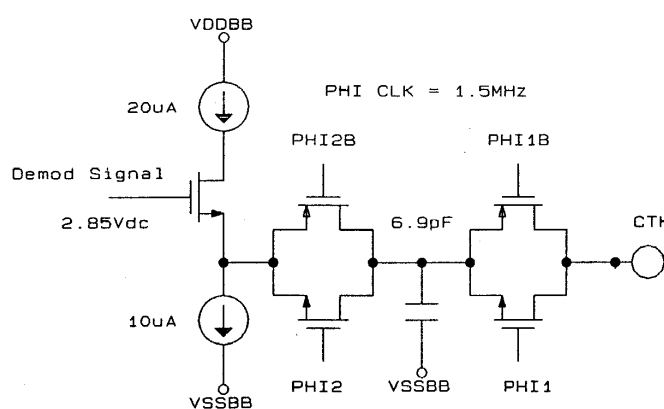 VDDBB
PHI CLK = 1.5MHz
20uA
PHI2B
PHI1B
Demod Signal
2.85Vdc
6.9pF
CTH
10uA
PHI2
VSSBB
PHI1
VSSBB